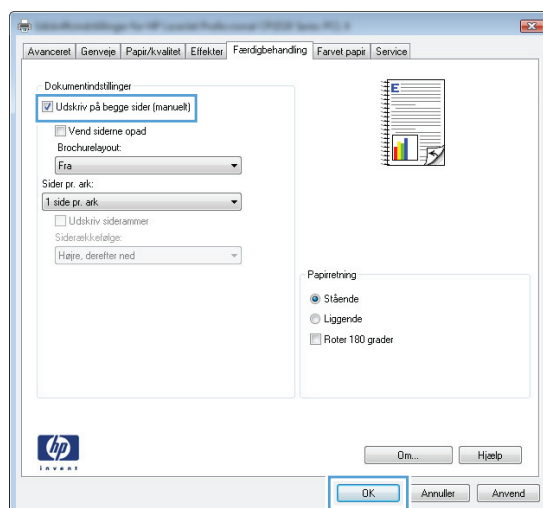 Avanceret Genveje Papir/kvalitet Effekter Færdigbehandling Farvet papir Service
Dokumentindstillinger
Udskriv på begge sider (manuelt)
Vend siderne opad
Brochurelayout:
Fra
Sider pr. ark:
1 side pr. ark
Udskriv siderammer
Siderækkefølge:
Højre, derefter ned
E
Papirretning
Stående
Liggende
Roter 180 grader
hp
invent
Om... Hjælp
OK Annuller Anvend